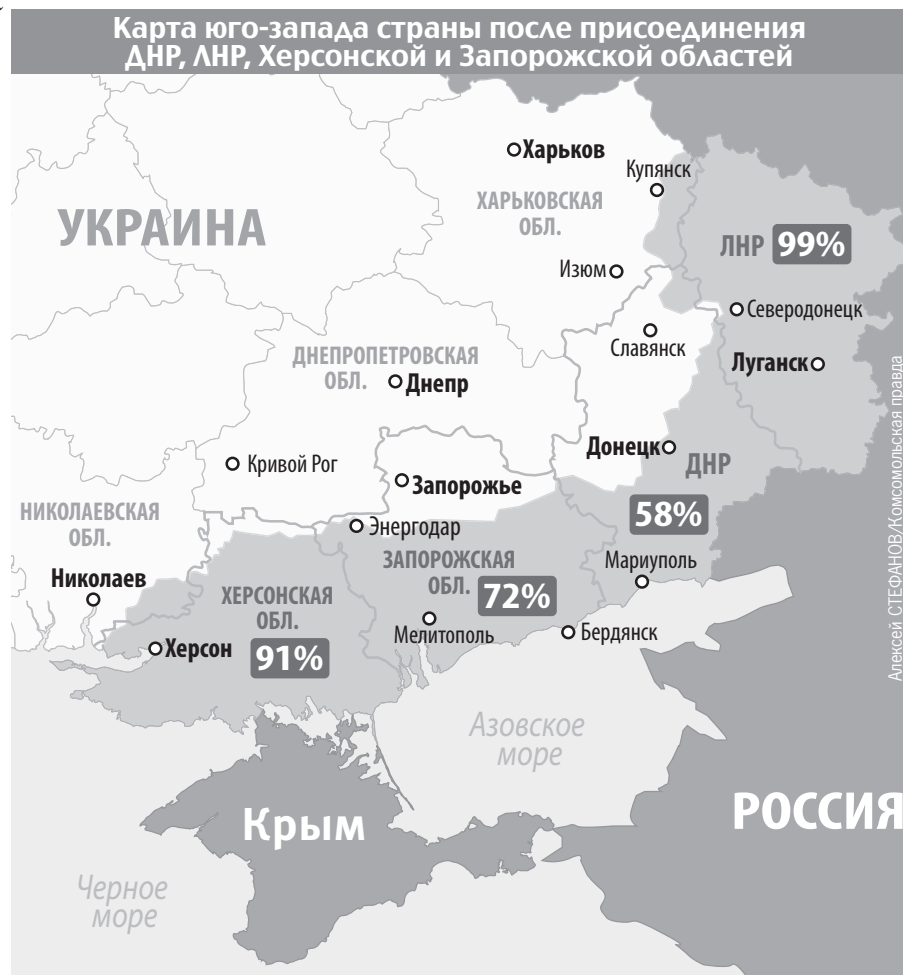 Карта юго-запада страны после присоединения
ДНР, ЛНР, Херсонской и Запорожской областей
Харьков
Купянск
ХАРЬКОВСКАЯ
ОБЛ.
УКРАИНА
ЛНР 99%
Изюм
Северодонецк
Славянск
ДНЕПРОПЕТРОВСКАЯ
ОБЛ.
Днепр
Луганск
Донецк
ДНР
58%
Кривой Рог
Запорожье
НИКОЛАЕВСКАЯ
ОБЛ.
Энергодар
ЗАПОРОЖСКАЯ
ОБЛ. 72%
Мариуполь
Николаев
ХЕРСОНСКАЯ
ОБЛ.
91%
Мелитополь
Бердянск
Херсон
Азовское
море
Крым
РОССИЯ
Черное
море
Алексей СТЕФАНОВ/Комсомольская правда